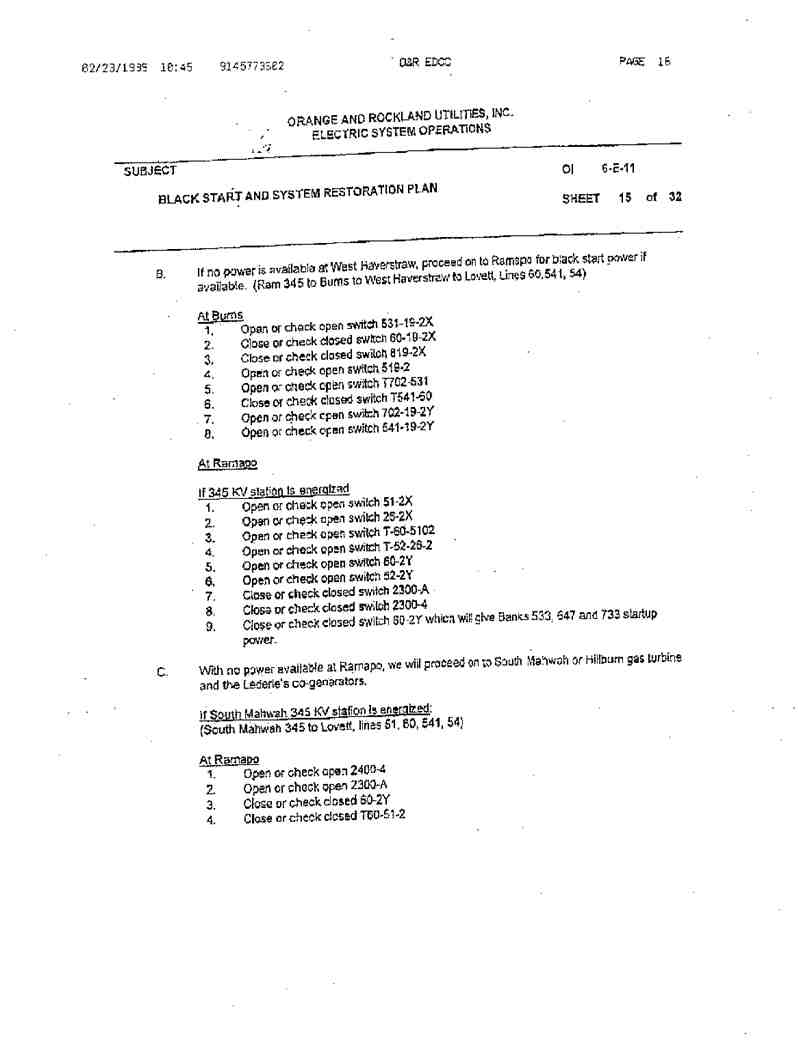 02/23/1999 10:45 9145773602 O&R EDCC PAGE 16
ORANGE AND ROCKLAND UTILITIES, INC.
ELECTRIC SYSTEM OPERATIONS
SUBJECT OI 6-E-11
BLACK START AND SYSTEM RESTORATION PLAN SHEET 15 of 32
B. If no power is available at West Haverstraw, proceed on to Ramapo for black start power if
available. (Ram 345 to Burns to West Haverstraw to Lovett, Lines 60,541, 54)
At Burns
1. Open or check open switch 531-19-2X
2. Close or check closed switch 60-19-2X
3. Close or check closed switch 819-2X
4. Open or check open switch 519-2
5. Open or check open switch T702-531
6. Close or check closed switch T541-60
7. Open or check open switch 702-19-2Y
8. Open or check open switch 541-19-2Y
At Ramapo
If 345 KV station is energized
1. Open or check open switch 51-2X
2. Open or check open switch 26-2X
3. Open or check open switch T-60-5102
4. Open or check open switch T-52-26-2
5. Open or check open switch 60-2Y
6. Open or check open switch 52-2Y
7. Close or check closed switch 2300-A
8. Close or check closed switch 2300-4
9. Close or check closed switch 60-2Y which will give Banks 533, 647 and 733 startup
power.
C. With no power available at Ramapo, we will proceed on to South Mahwah or Hillburn gas turbine
and the Lederle's co-generators.
If South Mahwah 345 KV station is energized:
(South Mahwah 345 to Lovett, lines 51, 60, 541, 54)
At Ramapo
1. Open or check open 2400-4
2. Open or check open 2300-A
3. Close or check closed 60-2Y
4. Close or check closed T60-51-2